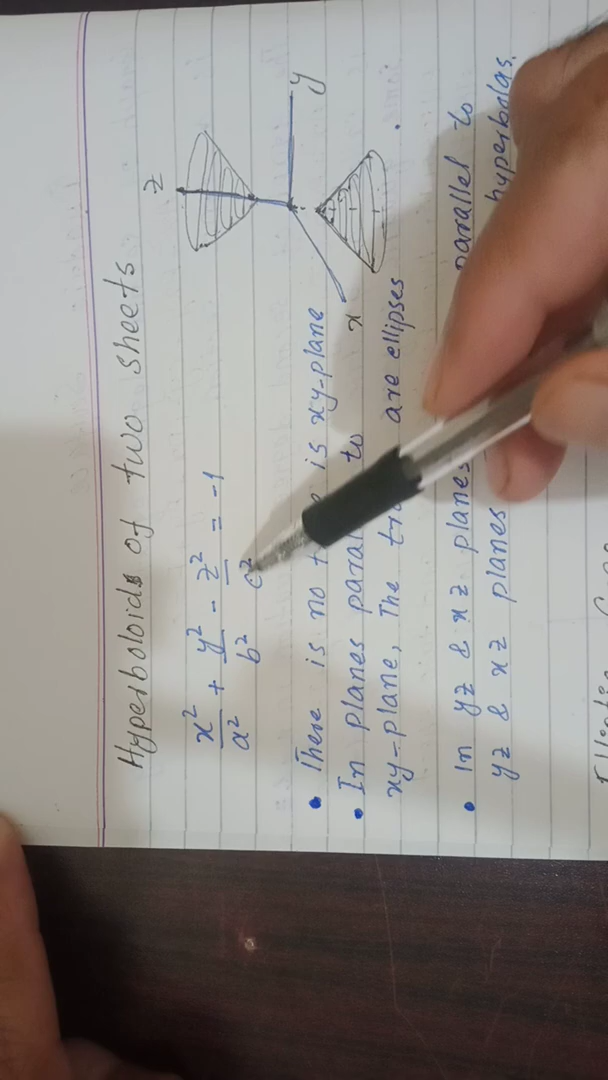 Hyperboloids of two sheets
x²/a² + y²/b² - z²/c² = -1
z
y
x
• There is no is xy-plane
• In planes to
xy-plane, The are ellipses.
• In yz & xz planes parallel to
yz & xz planes hyperbolas.